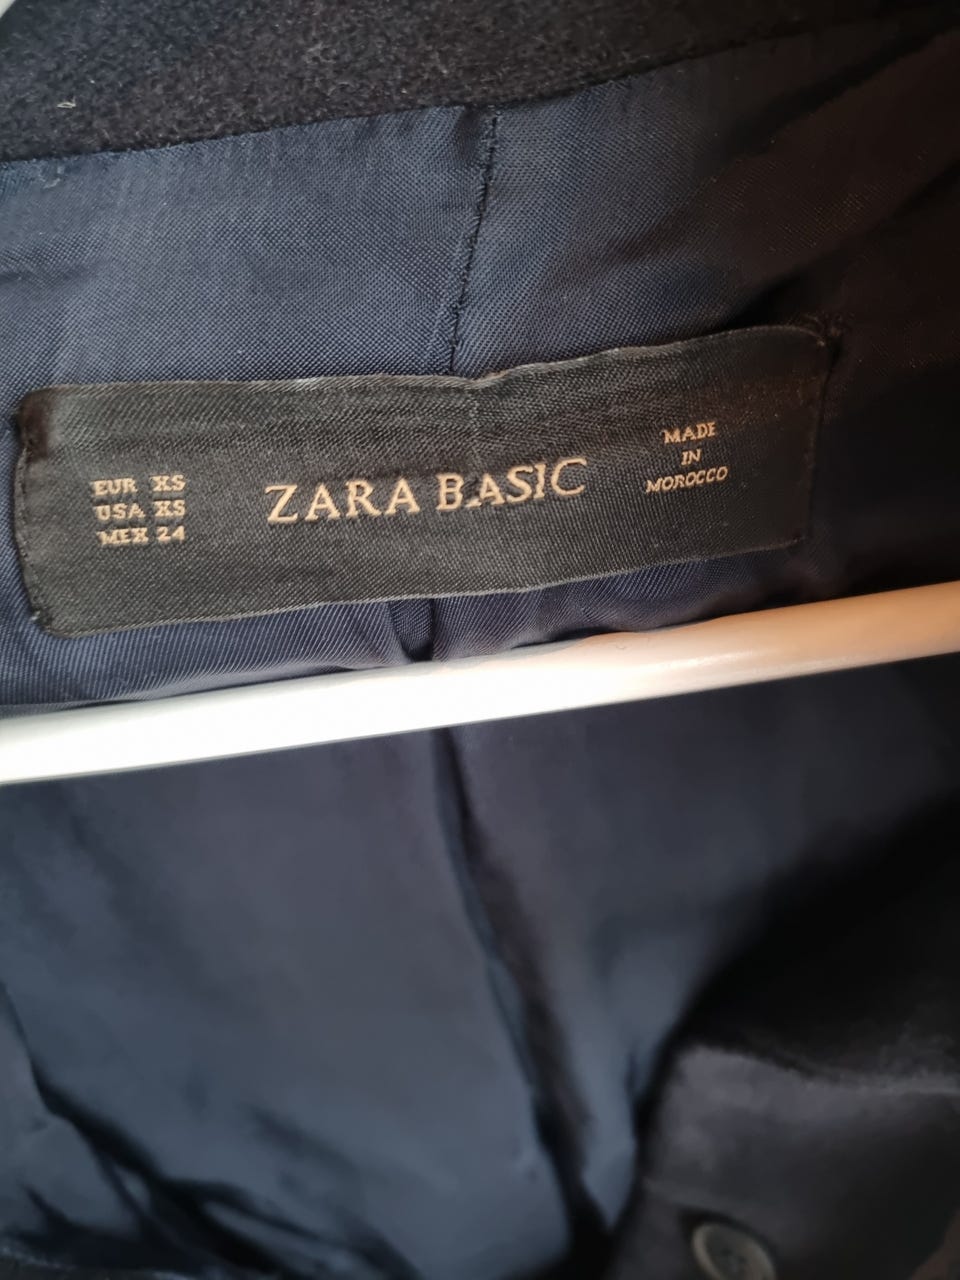 EUR XS
USA XS
MEX 24
ZARA BASIC
MADE
IN
MOROCCO